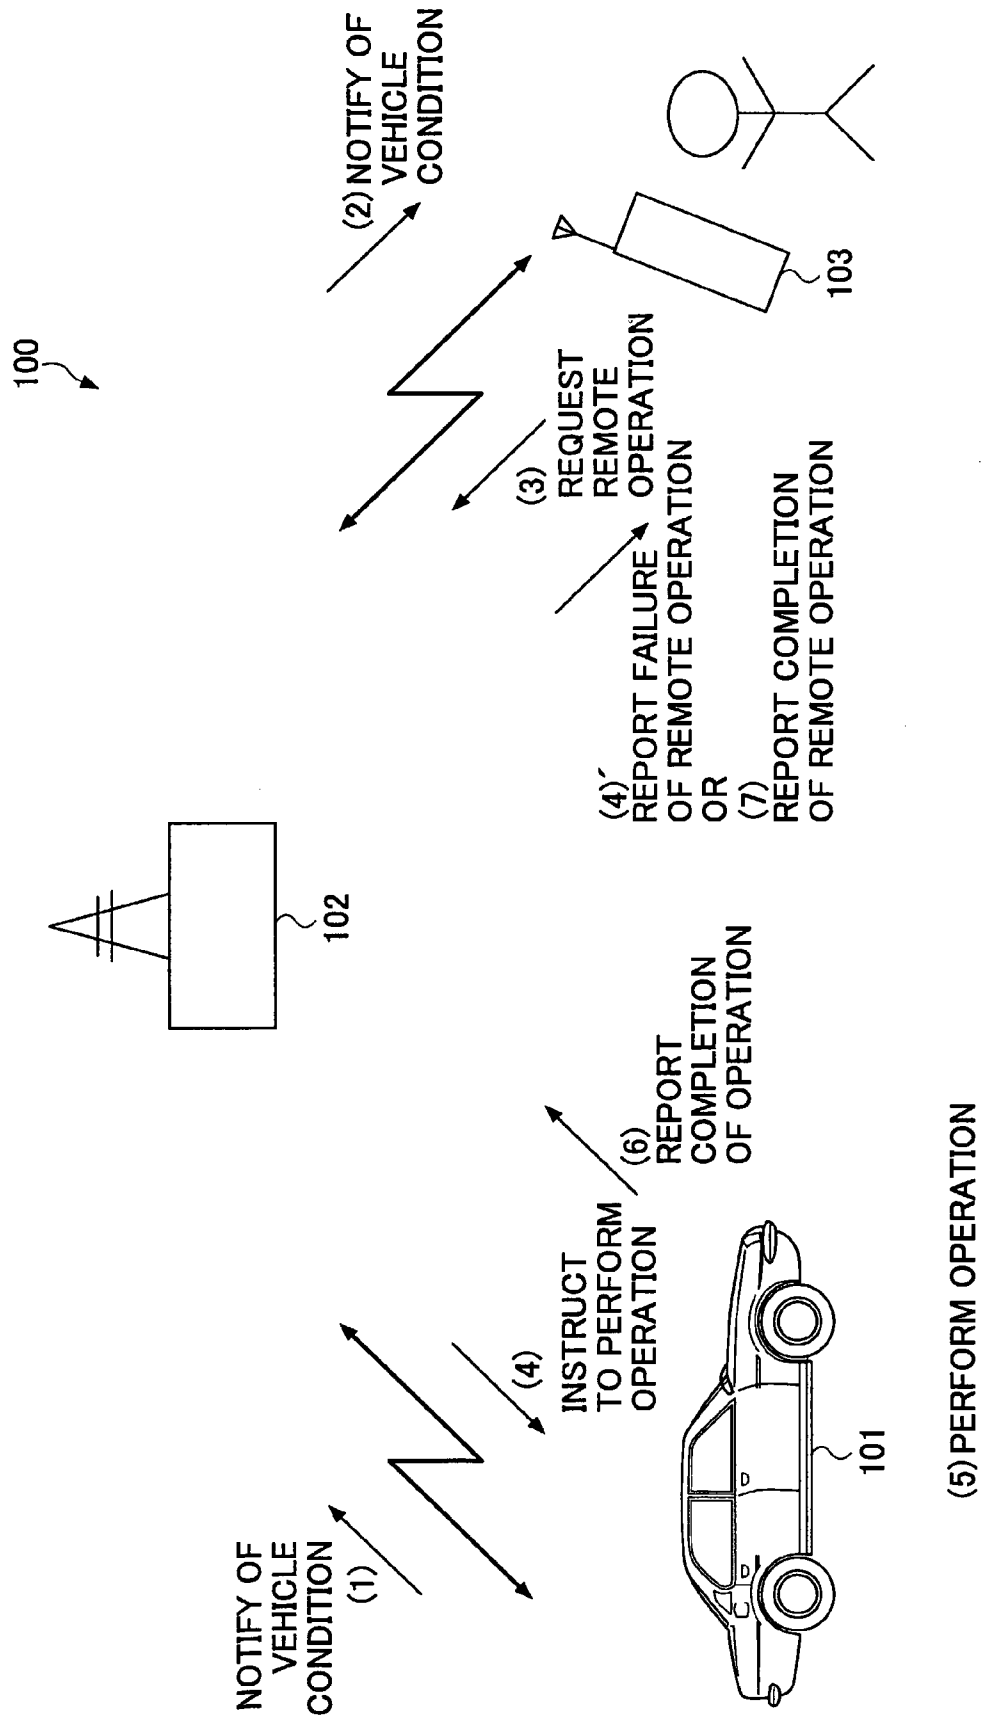 100
NOTIFY OF
VEHICLE
CONDITION
(1)
102
(2) NOTIFY OF
VEHICLE
CONDITION
(3)
REQUEST
REMOTE
OPERATION
(4)
INSTRUCT
TO PERFORM
OPERATION
(6)
REPORT
COMPLETION
OF OPERATION
(4)´
REPORT FAILURE
OF REMOTE OPERATION
OR
(7)
REPORT COMPLETION
OF REMOTE OPERATION
103
101
(5) PERFORM OPERATION